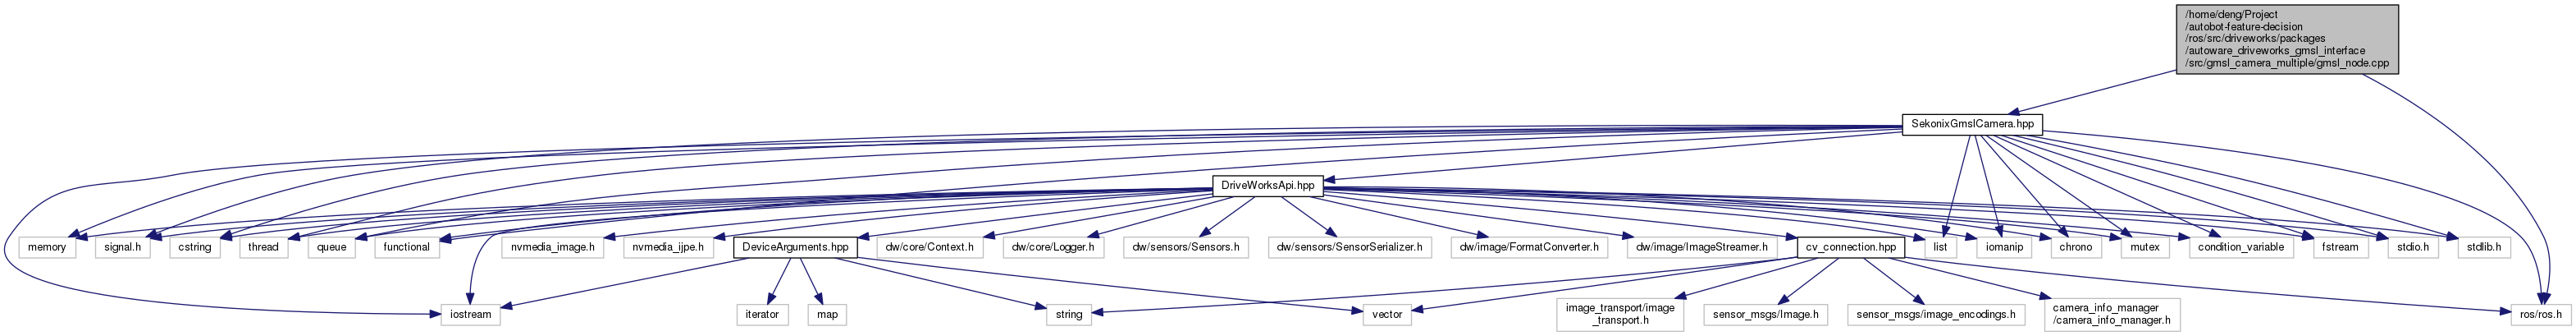 /home/deng/Project
/autobot-feature-decision
/ros/src/driveworks/packages
/autoware_driveworks_gmsl_interface
/src/gmsl_camera_multiple/gmsl_node.cpp
SekonixGmslCamera.hpp
DriveWorksApi.hpp
memory
signal.h
cstring
thread
queue
functional
nvmedia_image.h
nvmedia_ijpe.h
DeviceArguments.hpp
dw/core/Context.h
dw/core/Logger.h
dw/sensors/Sensors.h
dw/sensors/SensorSerializer.h
dw/image/FormatConverter.h
dw/image/ImageStreamer.h
cv_connection.hpp
list
iomanip
chrono
mutex
condition_variable
fstream
stdio.h
stdlib.h
iostream
iterator
map
string
vector
image_transport/image
_transport.h
sensor_msgs/Image.h
sensor_msgs/image_encodings.h
camera_info_manager
/camera_info_manager.h
ros/ros.h